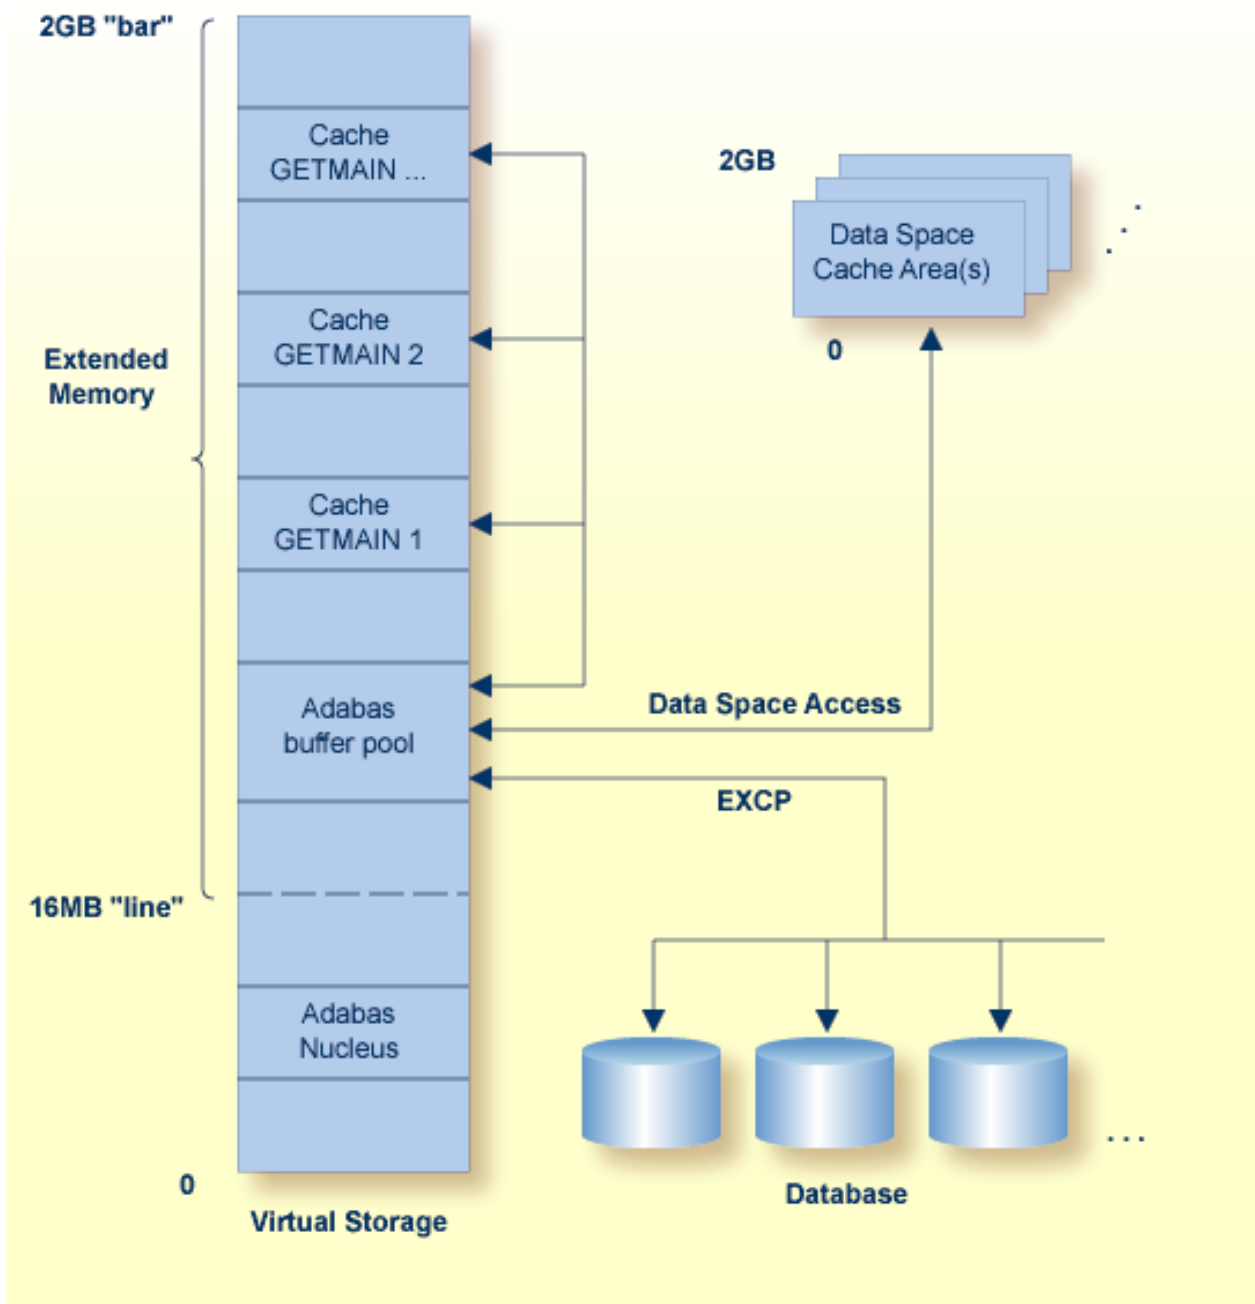 2GB "bar"
Cache
GETMAIN ...
2GB
Data Space
Cache Area(s)
0
Cache
GETMAIN 2
Extended
Memory
Cache
GETMAIN 1
Data Space Access
Adabas
buffer pool
EXCP
16MB "line"
Adabas
Nucleus
...
0
Database
Virtual Storage